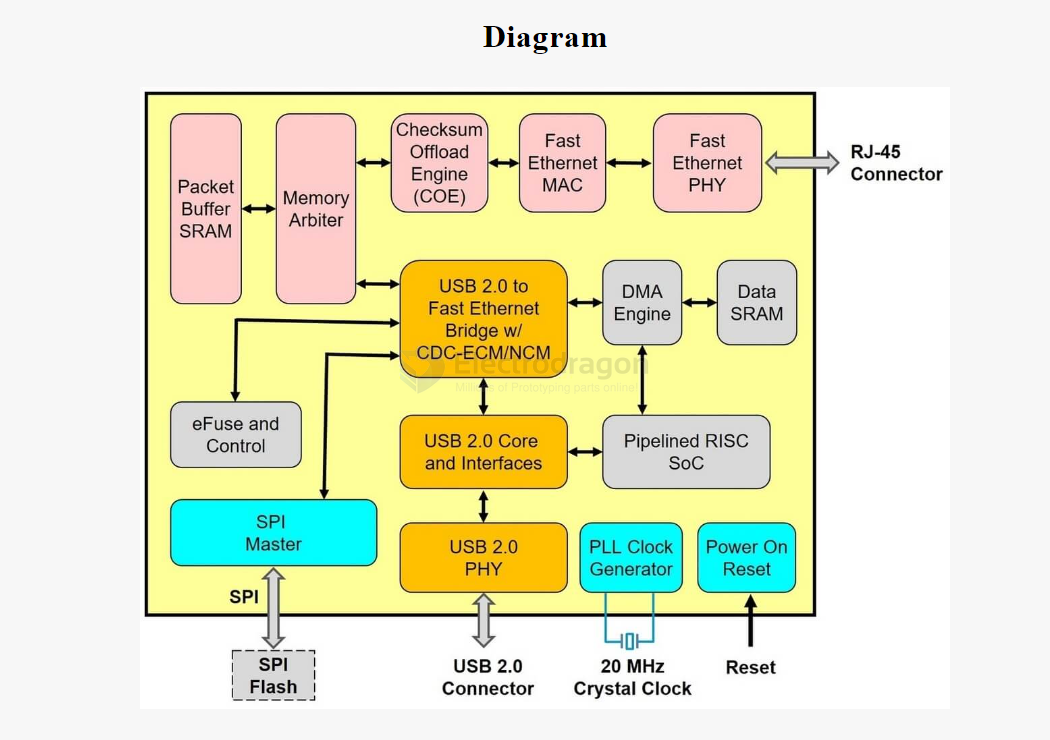 Diagram
Packet
Buffer
SRAM
Memory
Arbiter
Checksum
Offload
Engine
(COE)
Fast
Ethernet
MAC
Fast
Ethernet
PHY
RJ-45
Connector
USB 2.0 to
Fast Ethernet
Bridge w/
CDC-ECM/NCM
DMA
Engine
Data
SRAM
Electrodragon
Millions of Prototyping parts online!
eFuse and
Control
USB 2.0 Core
and Interfaces
Pipelined RISC
SoC
SPI
Master
USB 2.0
PHY
PLL Clock
Generator
Power On
Reset
SPI
SPI
Flash
USB 2.0
Connector
20 MHz
Crystal Clock
Reset